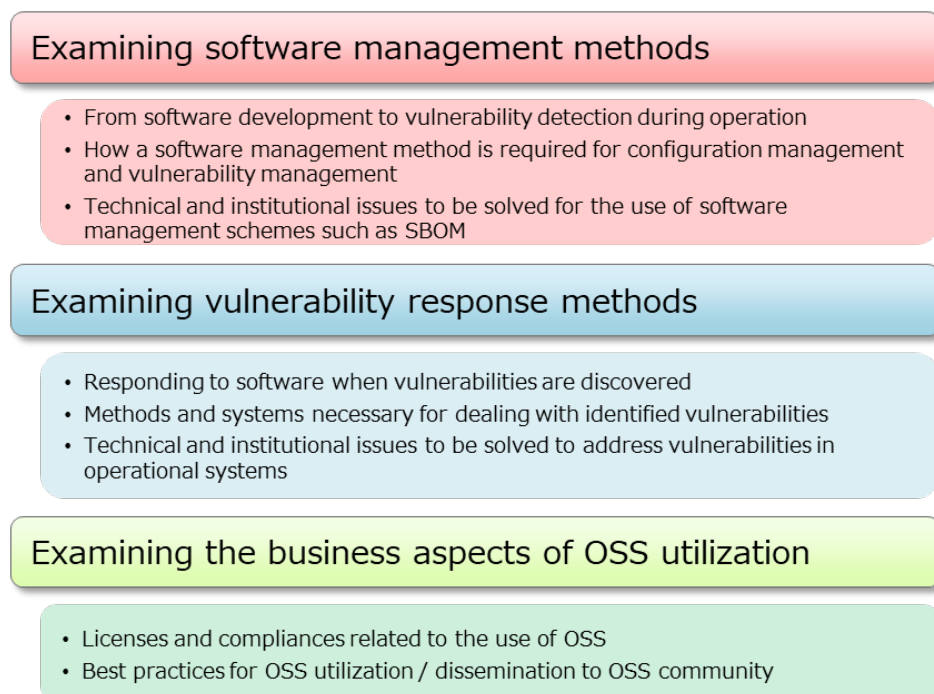 Examining software management methods
• From software development to vulnerability detection during operation
• How a software management method is required for configuration management
and vulnerability management
• Technical and institutional issues to be solved for the use of software
management schemes such as SBOM
Examining vulnerability response methods
• Responding to software when vulnerabilities are discovered
• Methods and systems necessary for dealing with identified vulnerabilities
• Technical and institutional issues to be solved to address vulnerabilities in
operational systems
Examining the business aspects of OSS utilization
• Licenses and compliances related to the use of OSS
• Best practices for OSS utilization / dissemination to OSS community